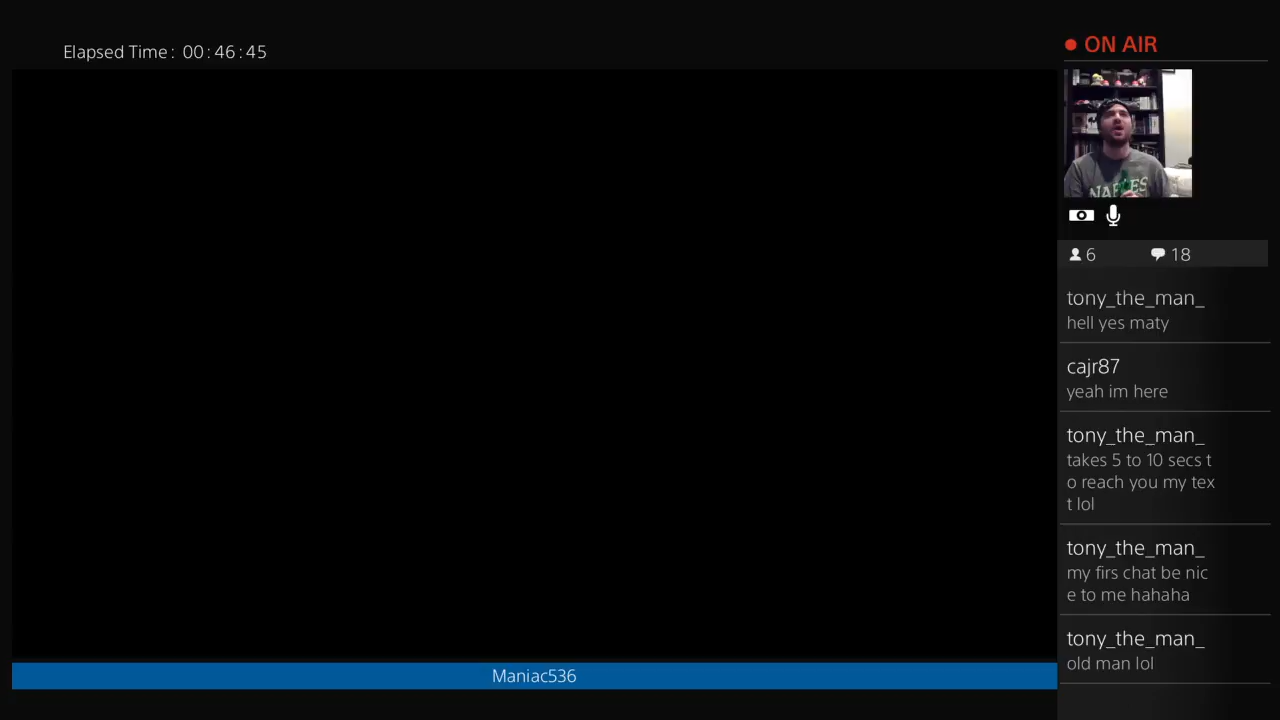 Elapsed Time: 00:46:45
ON AIR
NAPLES
6 18
tony_the_man_
hell yes maty
cajr87
yeah im here
tony_the_man_
takes 5 to 10 secs t
o reach you my tex
t lol
tony_the_man_
my firs chat be nic
e to me hahaha
tony_the_man_
old man lol
Maniac536